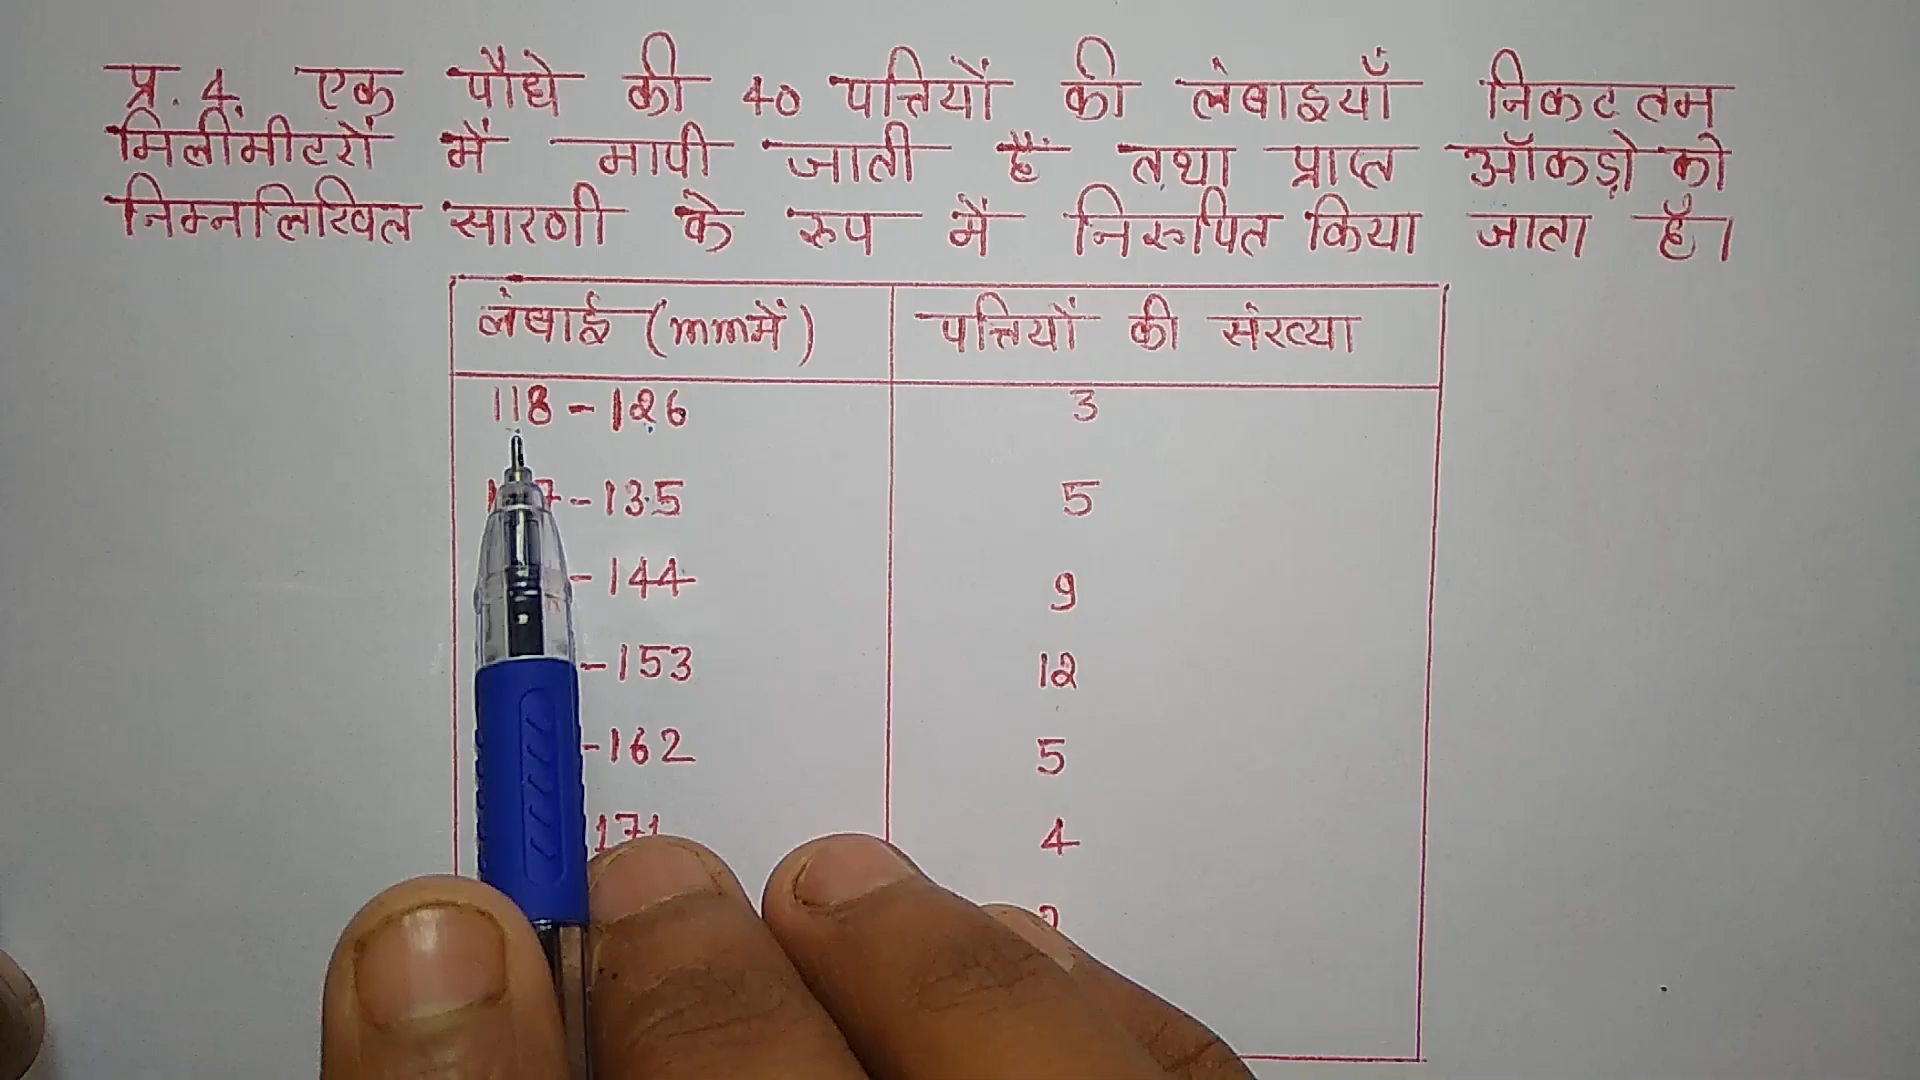 प्र. 4. एक पौधे की 40 पत्तियों की लंबाइयाँ निकटतम
मिलीमीटरों में मापी जाती हैं तथा प्राप्त आँकड़ो को
निम्नलिखित सारणी के रूप में निरूपित किया जाता है।
लंबाई (mm में) पत्तियों की संख्या
118 - 126 3
- 135 5
- 144 9
- 153 12
- 162 5
171 4